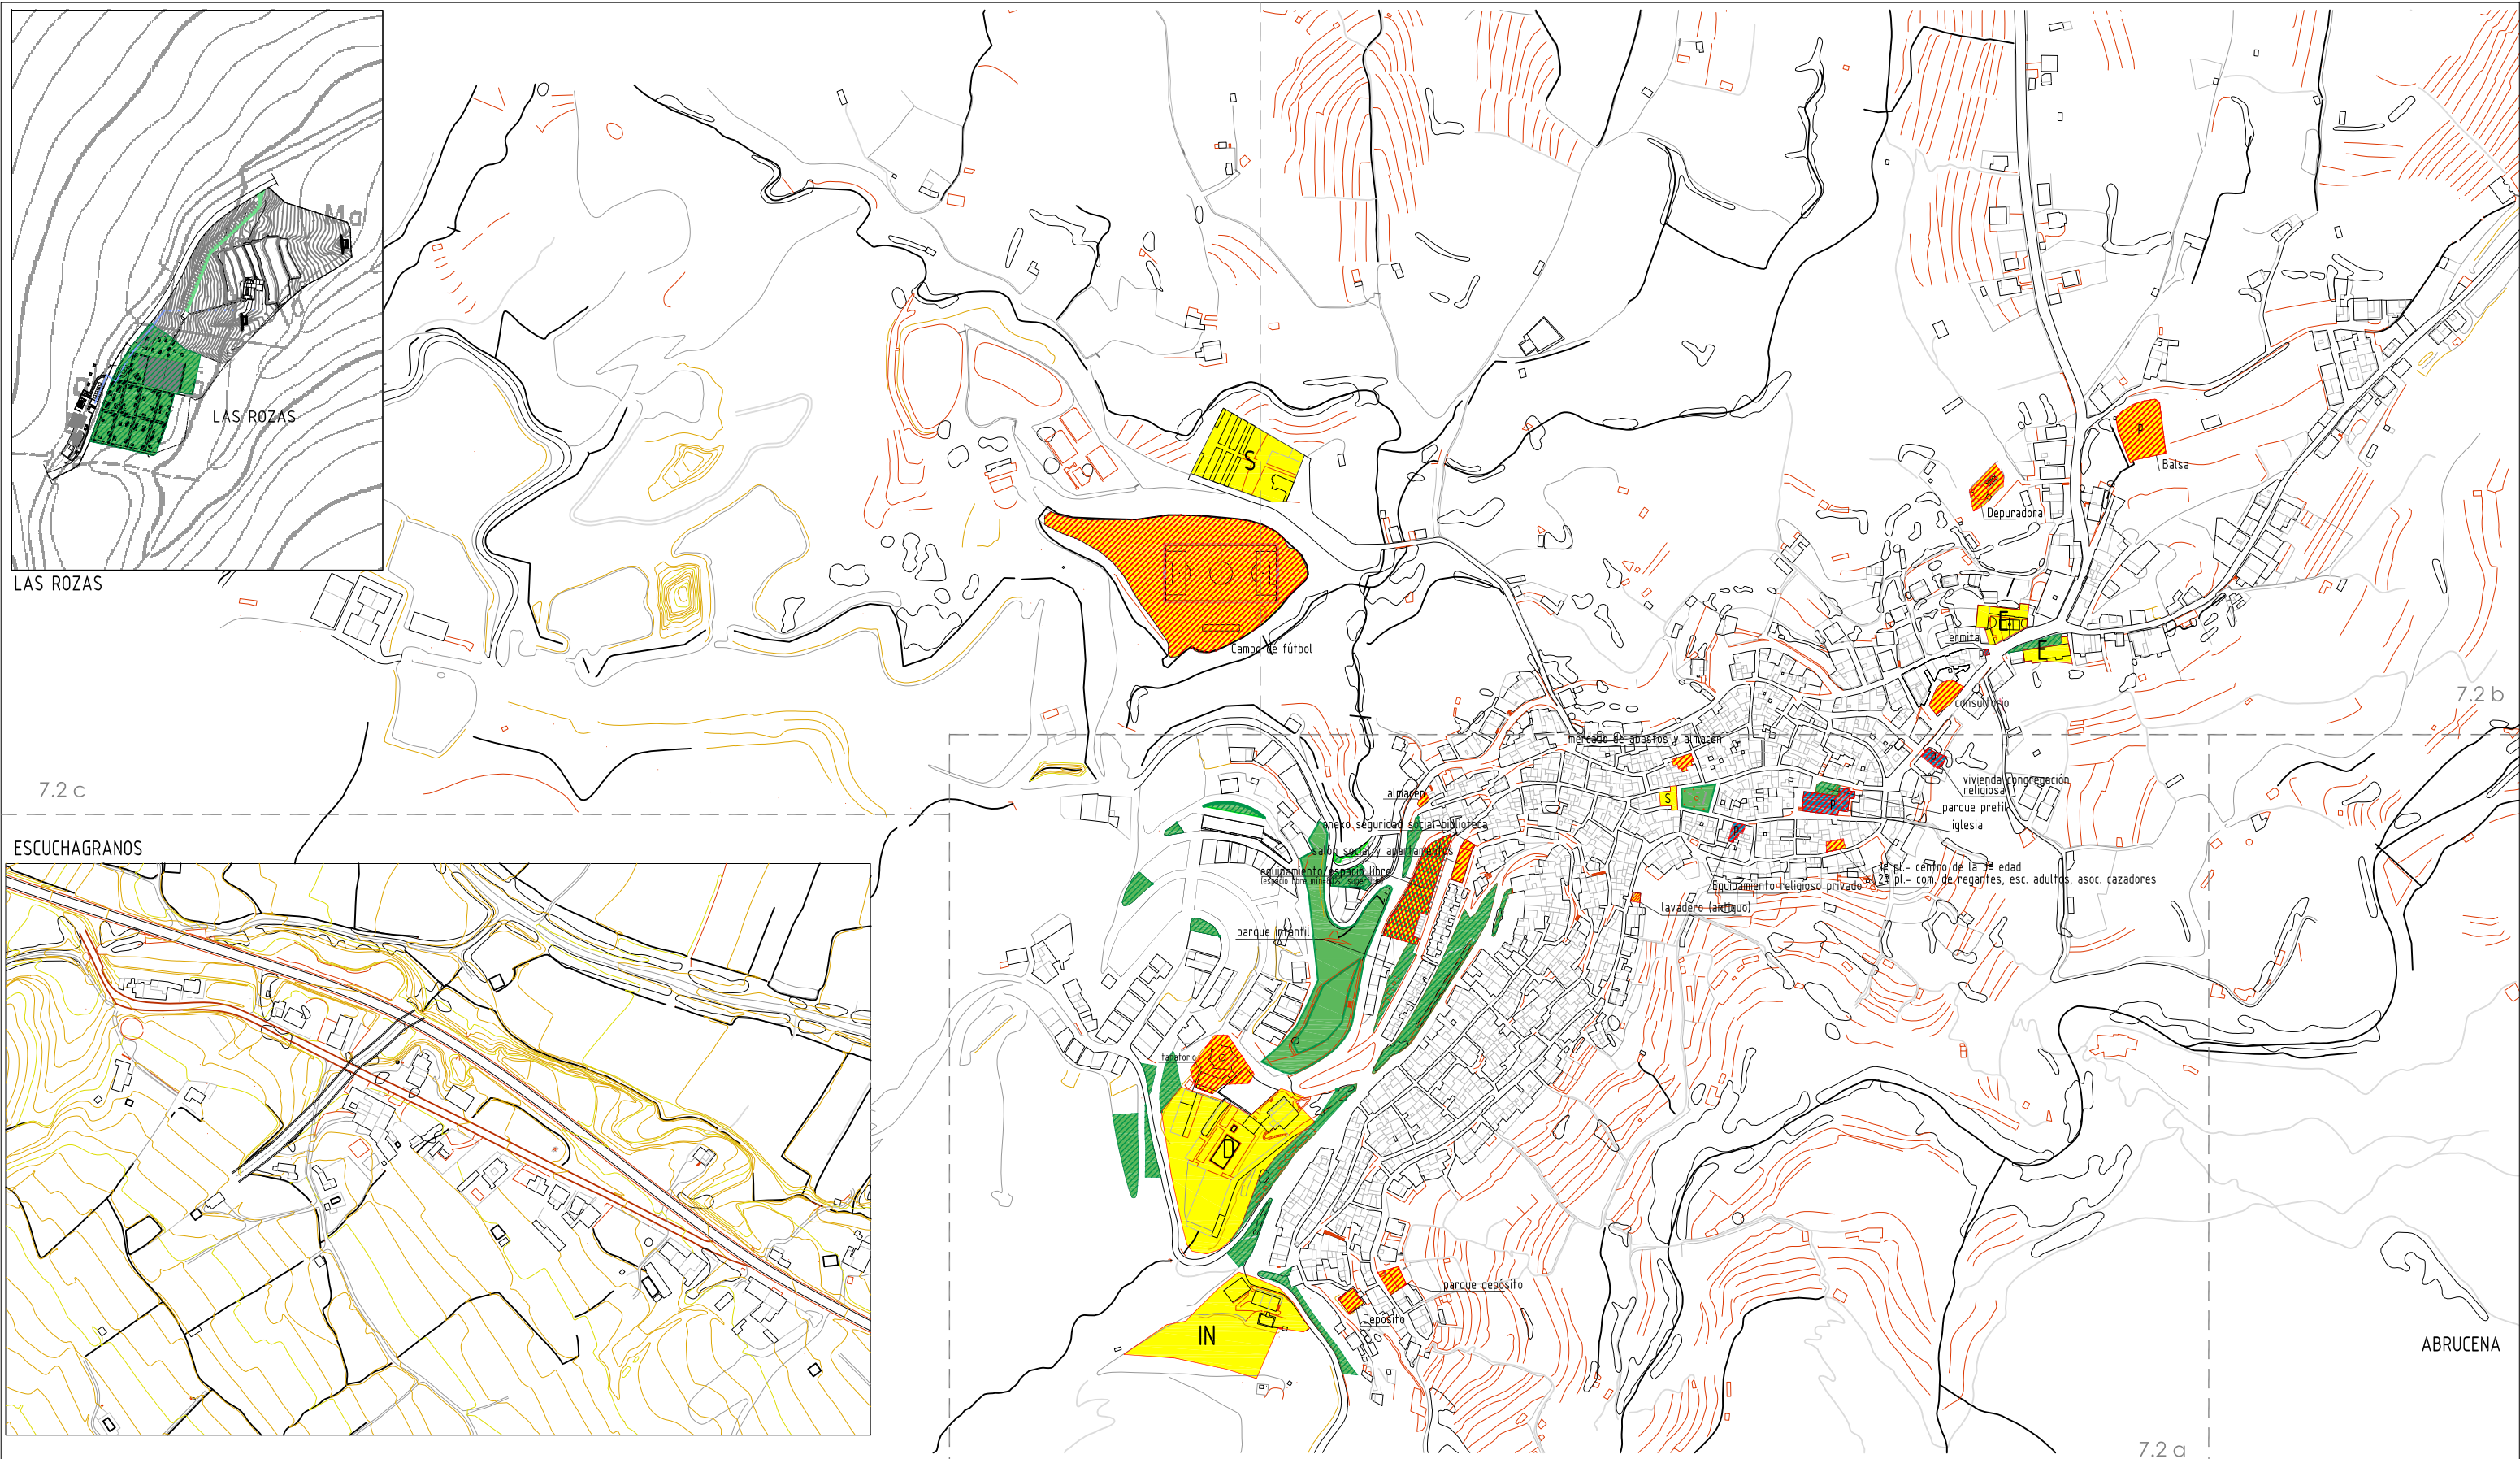 Ma
LAS ROZAS
LAS ROZAS
S
Campo de fútbol
P
Balsa
Depuradora
E
ermita
E
consultorio
7.2 b
7.2 c
mercado de abastos y almacén
vivienda congregación
religiosa
almacén
S
P
parque pretil
iglesia
anexo seguridad social-biblioteca
salón social y apartamentos
equipamiento/espacio libre
1ª pl.- centro de la 3ª edad
2ª pl.- com. de regantes, esc. adultos, asoc. cazadores
Equipamiento religioso privado
lavadero (antiguo)
parque infantil
ESCUCHAGRANOS
tanatorio
D
parque depósito
Depósito
IN
ABRUCENA
7.2 a